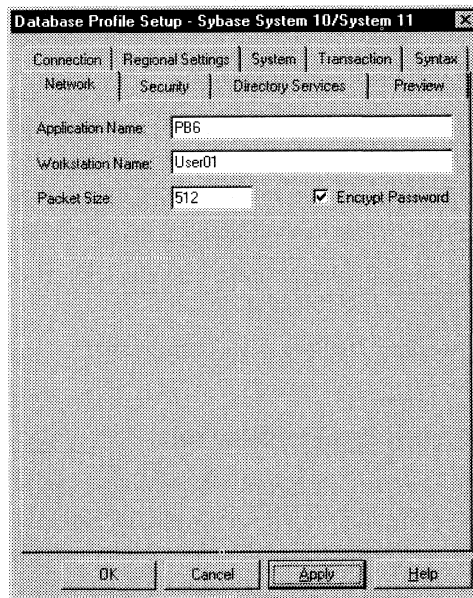 Database Profile Setup - Sybase System 10/System 11
Connection Regional Settings System Transaction Syntax
Network Security Directory Services Preview
Application Name: PB6
Workstation Name: User01
Packet Size: 512 Encrypt Password
OK Cancel Apply Help